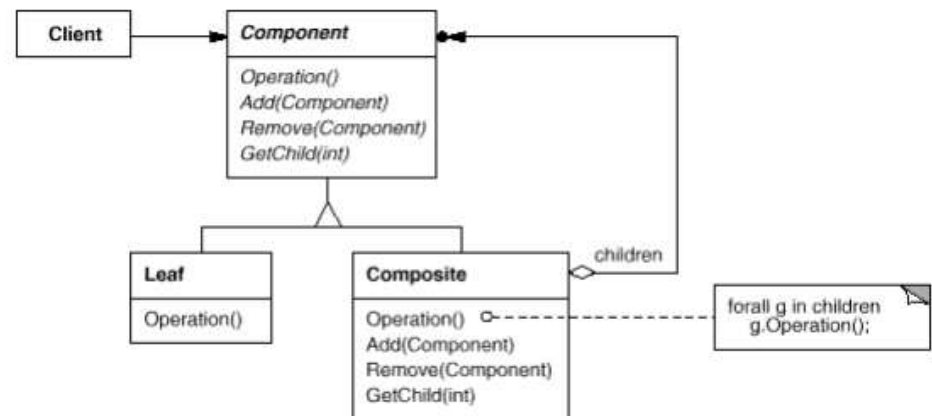 Client
Component
Operation()
Add(Component)
Remove(Component)
GetChild(int)
children
Leaf
Operation()
Composite
Operation()
Add(Component)
Remove(Component)
GetChild(int)
forall g in children
g.Operation();